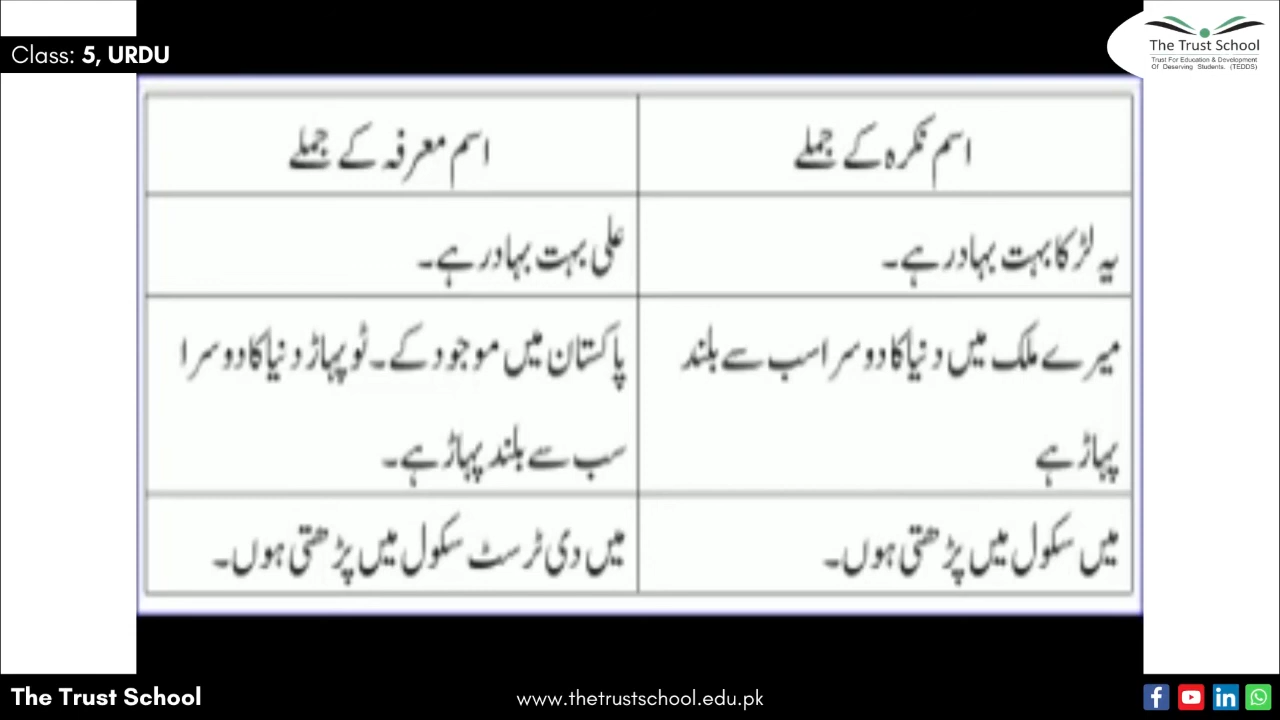 Class: 5, URDU
The Trust School
Trust For Education & Development
Of Deserving Students. (TEDDS)
اسم نکرہ کے جملے
اسم معرفہ کے جملے
یہ لڑکا بہت بہادر ہے۔
علی بہت بہادر ہے۔
میرے ملک میں دنیا کا دوسرا سب سے بلند
پہاڑ ہے
پاکستان میں موجود کے۔ ٹو پہاڑ دنیا کا دوسرا
سب سے بلند پہاڑ ہے۔
میں سکول میں پڑھتی ہوں۔
میں دی ٹرسٹ سکول میں پڑھتی ہوں۔
The Trust School
www.thetrustschool.edu.pk